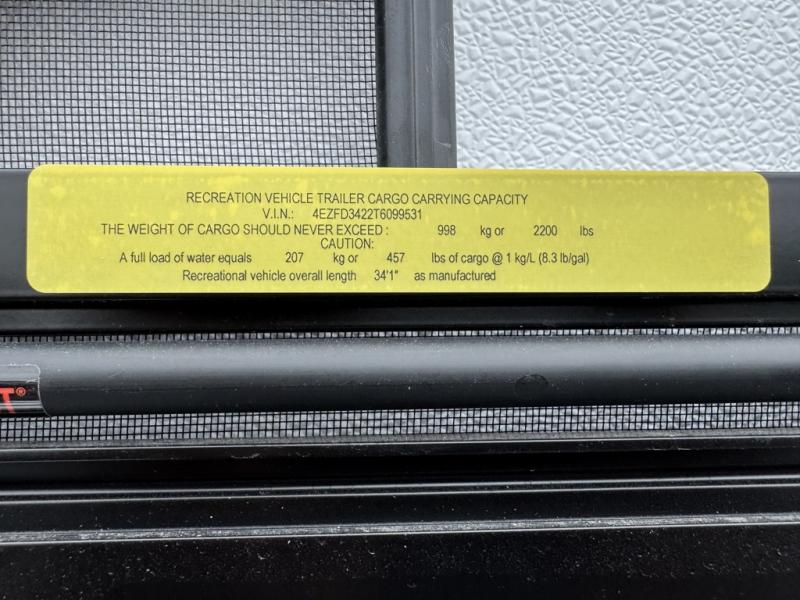 RECREATION VEHICLE TRAILER CARGO CARRYING CAPACITY
V.I.N.: 4EZFD3422T6099531
THE WEIGHT OF CARGO SHOULD NEVER EXCEED : 998 kg or 2200 lbs
CAUTION:
A full load of water equals 207 kg or 457 lbs of cargo @ 1 kg/L (8.3 lb/gal)
Recreational vehicle overall length 34'1" as manufactured
T®